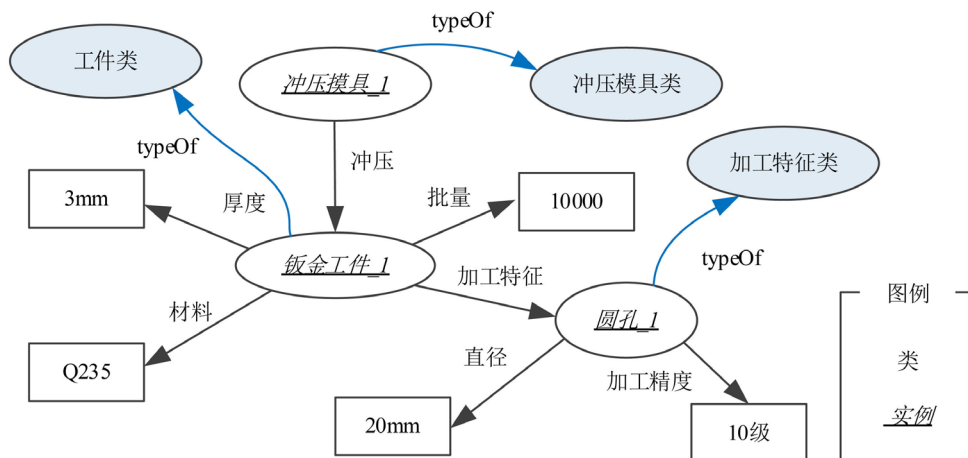 typeOf
工件类
冲压摸具_1
冲压模具类
typeOf
冲压
加工特征类
3mm
厚度
批量
10000
钣金工件_1
加工特征
typeOf
材料
圆孔_1
图例
直径
类
Q235
加工精度
20mm
10级
实例